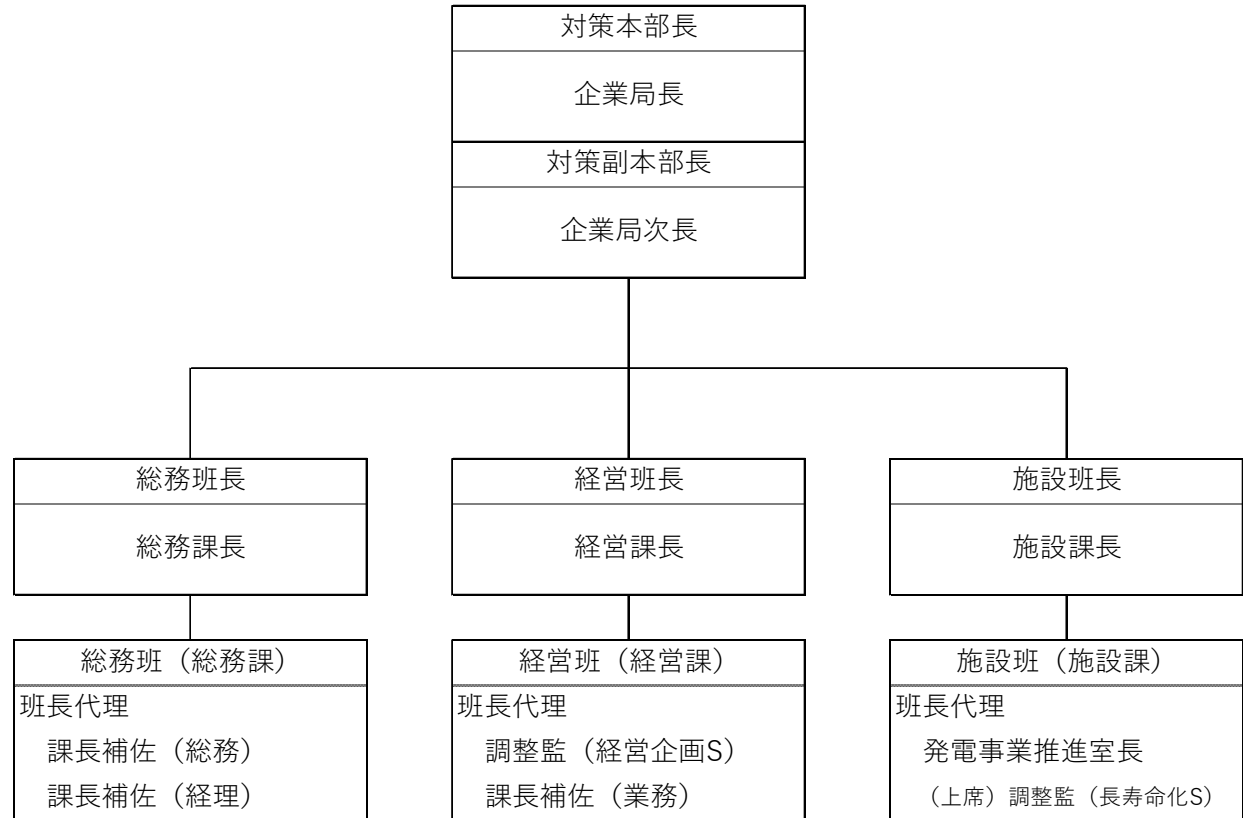 対策本部長
企業局長
対策副本部長
企業局次長
総務班長
総務課長
経営班長
経営課長
施設班長
施設課長
総務班（総務課）
班長代理
課長補佐（総務）
課長補佐（経理）
経営班（経営課）
班長代理
調整監（経営企画S）
課長補佐（業務）
施設班（施設課）
班長代理
発電事業推進室長
（上席）調整監（長寿命化S）